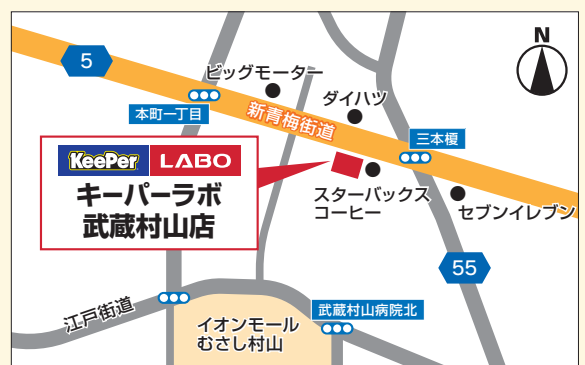 N
5
ビッグモーター
ダイハツ
本町一丁目
新青梅街道
三本榎
KeePer LABO
キーパーラボ
武蔵村山店
スターバックス
コーヒー
セブンイレブン
55
江戸街道
武蔵村山病院北
イオンモール
むさし村山